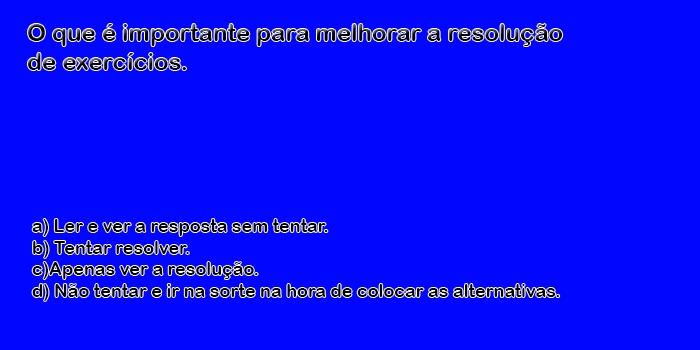 O que é importante para melhorar a resolução
de exercícios.
a) Ler e ver a resposta sem tentar.
b) Tentar resolver.
c)Apenas ver a resolução.
d) Não tentar e ir na sorte na hora de colocar as alternativas.